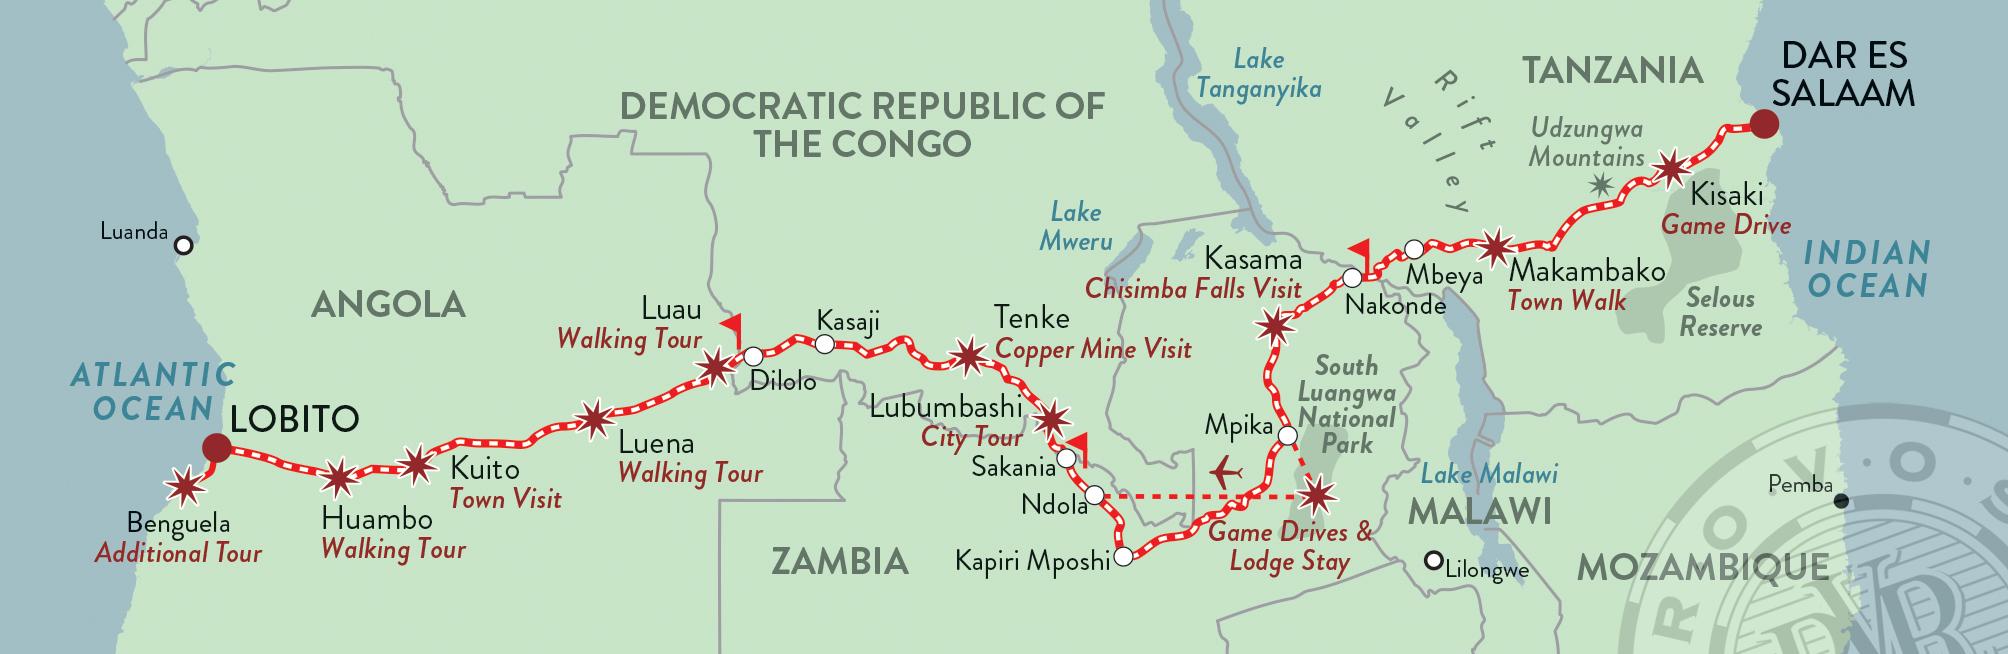 DAR ES
SALAAM
TANZANIA
Lake
Tanganyika
Rift
Valley
DEMOCRATIC REPUBLIC OF
THE CONGO
Udzungwa
Mountains
Kisaki
Game Drive
Luanda
Lake
Mweru
INDIAN
OCEAN
Kasama
Chisimba Falls Visit
Mbeya
Makambako
Town Walk
Nakonde
Selous
Reserve
ANGOLA
Luau
Walking Tour
Kasaji
Tenke
Copper Mine Visit
Dilolo
ATLANTIC
OCEAN
LOBITO
South
Luangwa
National
Park
Lubumbashi
City Tour
Mpika
Sakania
Luena
Walking Tour
Kuito
Town Visit
Ndola
Lake Malawi
MALAWI
Pemba
Benguela
Additional Tour
Huambo
Walking Tour
Game Drives &
Lodge Stay
ZAMBIA
Kapiri Mposhi
Lilongwe
MOZAMBIQUE
ROVOS